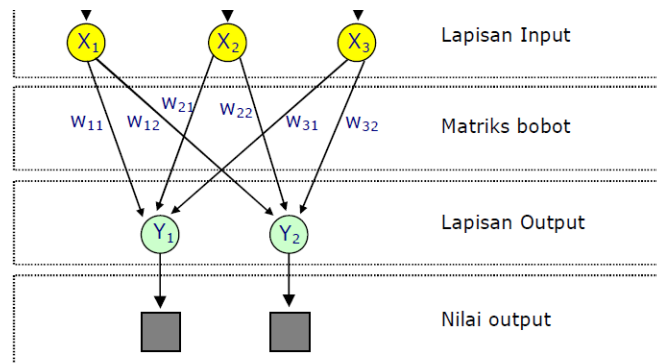 X1 X2 X3 Lapisan Input
w11 w12 w21 w22 w31 w32 Matriks bobot
Y1 Y2 Lapisan Output
Nilai output